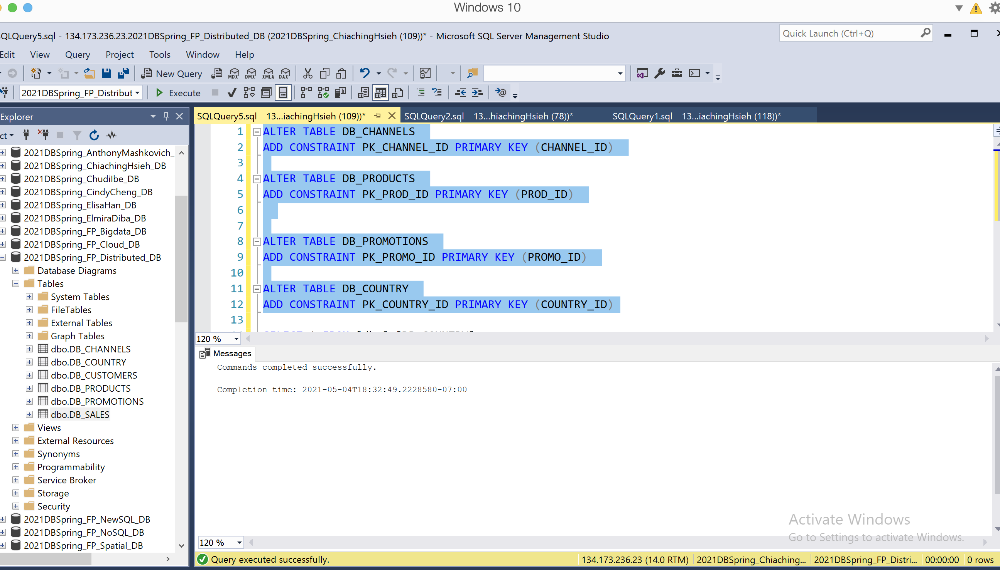 Windows 10
SQLQuery5.sql - 134.173.236.23.2021DBSpring_FP_Distributed_DB (2021DBSpring_ChiachingHsieh (109))* - Microsoft SQL Server Management Studio
Quick Launch (Ctrl+Q)
Edit View Query Project Tools Window Help
New Query MDX DMX XMLA DAX
2021DBSpring_FP_Distribut Execute
Explorer
SQLQuery5.sql - 13...iachingHsieh (109))* SQLQuery2.sql - 13...hiachingHsieh (78))* SQLQuery1.sql - 13...iachingHsieh (118))*
ct
2021DBSpring_AnthonyMashkovich_
2021DBSpring_ChiachingHsieh_DB
2021DBSpring_ChudiIbe_DB
2021DBSpring_CindyCheng_DB
2021DBSpring_ElisaHan_DB
2021DBSpring_ElmiraDiba_DB
2021DBSpring_FP_Bigdata_DB
2021DBSpring_FP_Cloud_DB
2021DBSpring_FP_Distributed_DB
Database Diagrams
Tables
System Tables
FileTables
External Tables
Graph Tables
dbo.DB_CHANNELS
dbo.DB_COUNTRY
dbo.DB_CUSTOMERS
dbo.DB_PRODUCTS
dbo.DB_PROMOTIONS
dbo.DB_SALES
Views
External Resources
Synonyms
Programmability
Service Broker
Storage
Security
2021DBSpring_FP_NewSQL_DB
2021DBSpring_FP_NoSQL_DB
2021DBSpring_FP_Spatial_DB
1 ALTER TABLE DB_CHANNELS
2 ADD CONSTRAINT PK_CHANNEL_ID PRIMARY KEY (CHANNEL_ID)
3
4 ALTER TABLE DB_PRODUCTS
5 ADD CONSTRAINT PK_PROD_ID PRIMARY KEY (PROD_ID)
6
7
8 ALTER TABLE DB_PROMOTIONS
9 ADD CONSTRAINT PK_PROMO_ID PRIMARY KEY (PROMO_ID)
10
11 ALTER TABLE DB_COUNTRY
12 ADD CONSTRAINT PK_COUNTRY_ID PRIMARY KEY (COUNTRY_ID)
13
120 %
Messages
Commands completed successfully.
Completion time: 2021-05-04T18:32:49.2228580-07:00
Activate Windows
Go to Settings to activate Windows.
120 %
Query executed successfully. 134.173.236.23 (14.0 RTM) 2021DBSpring_Chiaching... 2021DBSpring_FP_Distri... 00:00:00 0 rows